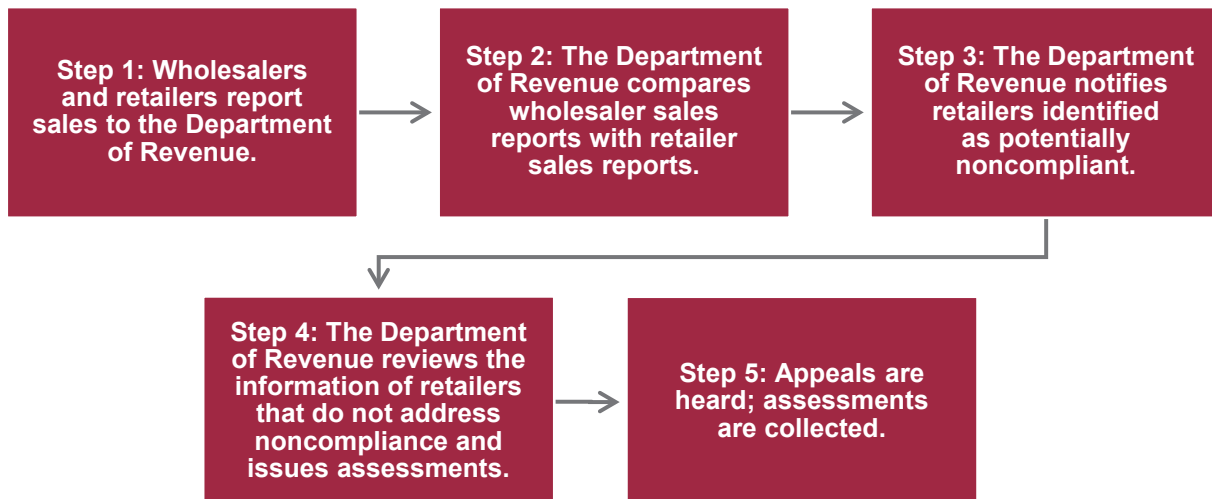 Step 1: Wholesalers
and retailers report
sales to the Department
of Revenue.
Step 2: The Department
of Revenue compares
wholesaler sales
reports with retailer
sales reports.
Step 3: The Department
of Revenue notifies
retailers identified
as potentially
noncompliant.
Step 4: The Department
of Revenue reviews the
information of retailers
that do not address
noncompliance and
issues assessments.
Step 5: Appeals are
heard; assessments
are collected.